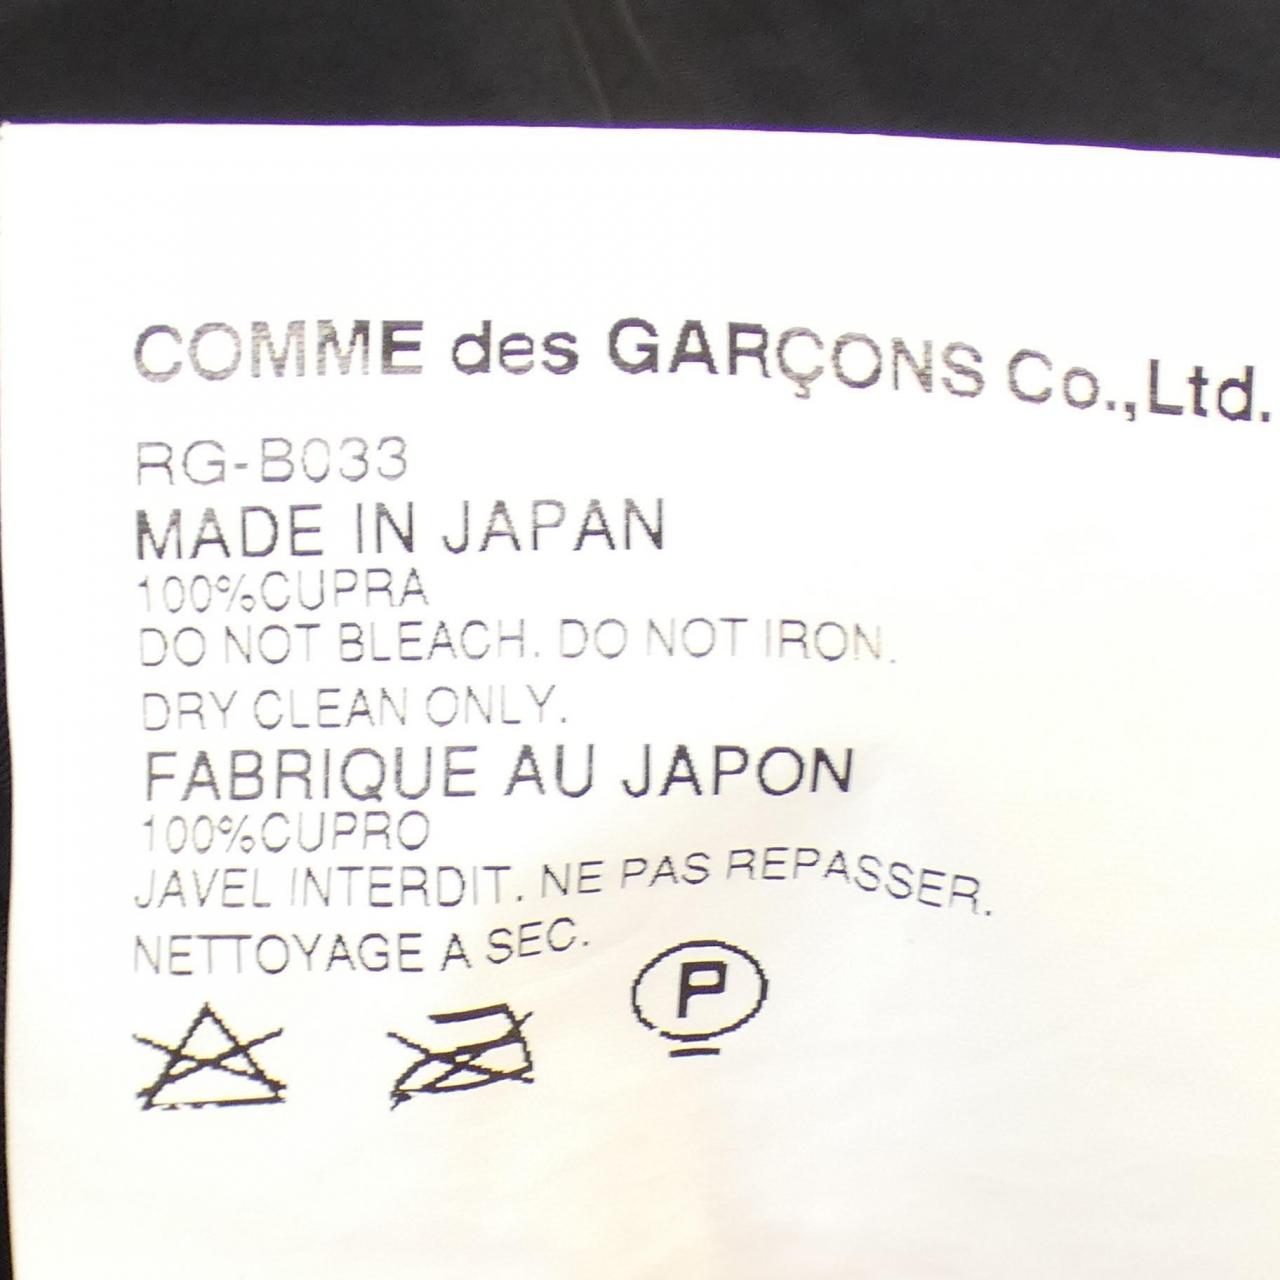 COMME des GARÇONS Co.,Ltd.
RG-B033
MADE IN JAPAN
100%CUPRA
DO NOT BLEACH. DO NOT IRON.
DRY CLEAN ONLY.
FABRIQUE AU JAPON
100%CUPRO
JAVEL INTERDIT. NE PAS REPASSER.
NETTOYAGE A SEC.
P